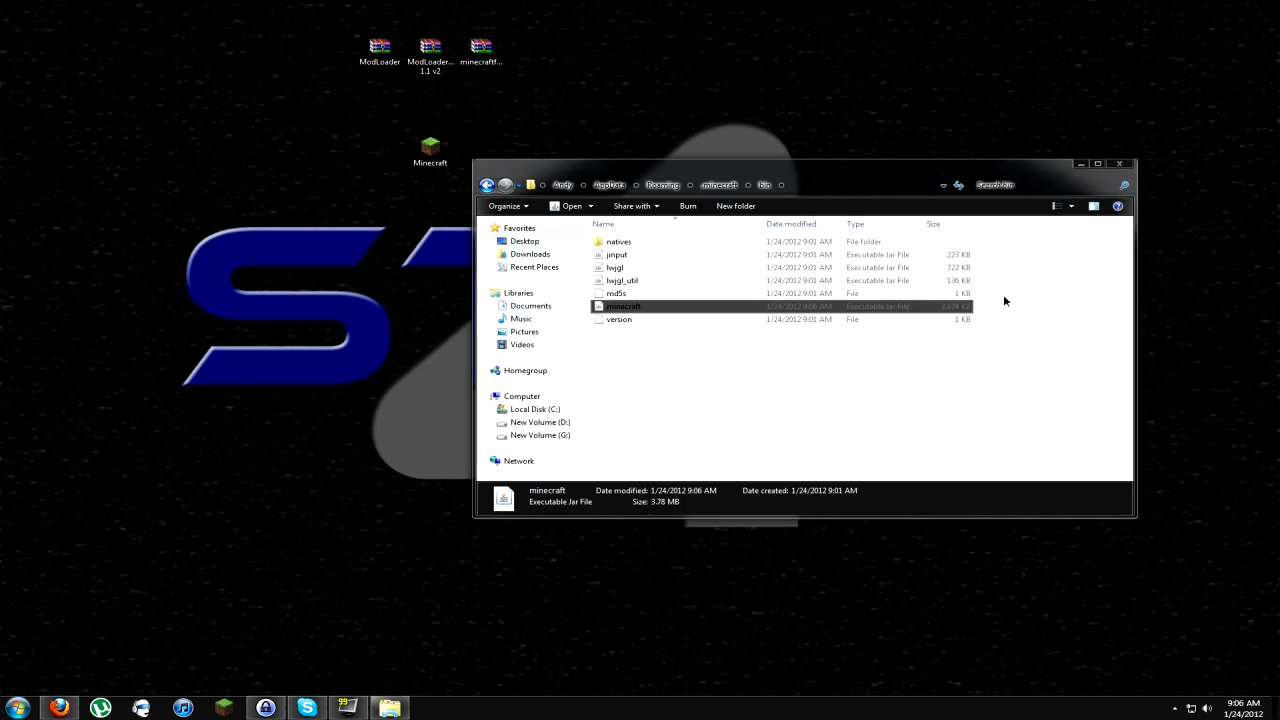 ModLoader
ModLoader... 1.1 v2
minecraftf...
Minecraft
Andy
AppData
Roaming
.minecraft
bin
Search bin
Organize
Open
Share with
Burn
New folder
Name
Date modified
Type
Size
Favorites
Desktop
Downloads
Recent Places
Libraries
Documents
Music
Pictures
Videos
Homegroup
Computer
Local Disk (C:)
New Volume (D:)
New Volume (G:)
Network
natives 1/24/2012 9:01 AM File folder
jinput 1/24/2012 9:01 AM Executable Jar File 223 KB
lwjgl 1/24/2012 9:01 AM Executable Jar File 722 KB
lwjgl_util 1/24/2012 9:01 AM Executable Jar File 136 KB
md5s 1/24/2012 9:01 AM File 1 KB
minecraft 1/24/2012 9:06 AM Executable Jar File 3,874 KB
version 1/24/2012 9:01 AM File 1 KB
minecraft Date modified: 1/24/2012 9:06 AM Date created: 1/24/2012 9:01 AM
Executable Jar File Size: 3.78 MB
99
9:06 AM
1/24/2012